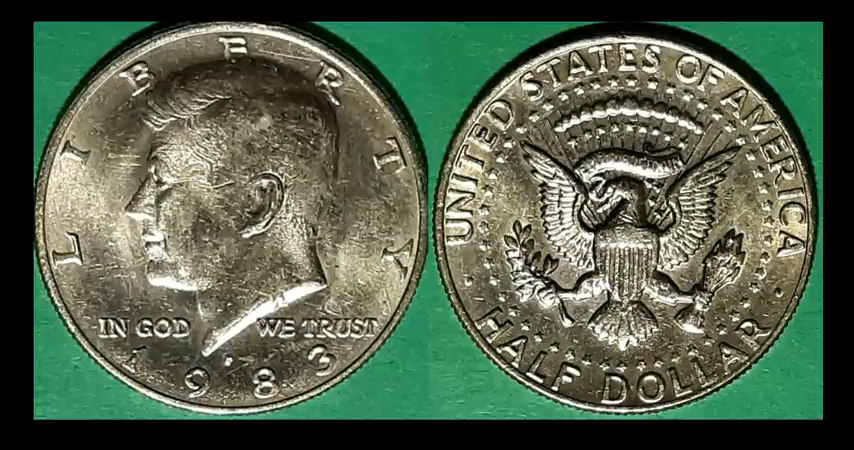 LIBERTY
IN GOD WE TRUST
1983
UNITED STATES OF AMERICA
HALF DOLLAR